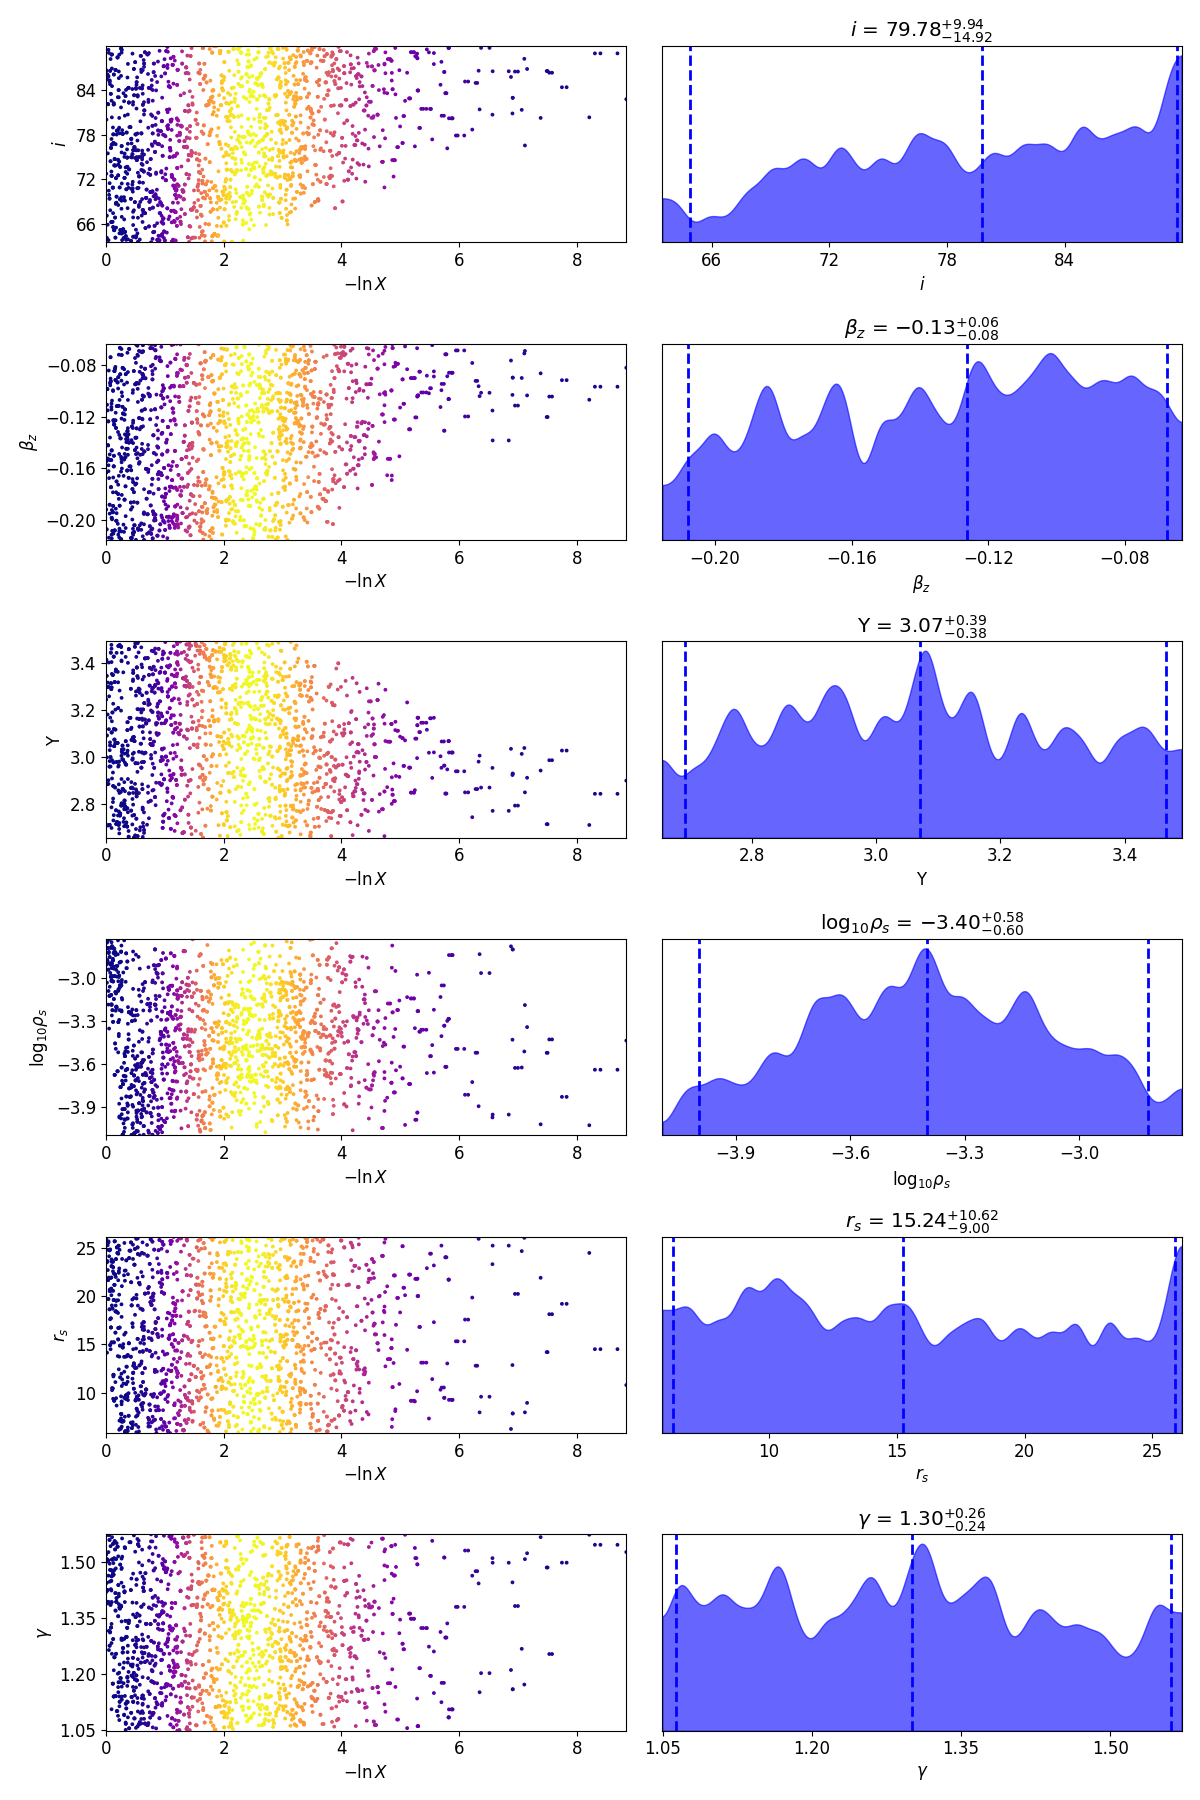 i = 79.78+9.94−14.92
84
78
72
66
i
0 2 4 6 8
−ln X
66 72 78 84
i
βz = −0.13+0.06−0.08
−0.08
−0.12
−0.16
−0.20
βz
0 2 4 6 8
−ln X
−0.20 −0.16 −0.12 −0.08
βz
Y = 3.07+0.39−0.38
3.4
3.2
3.0
2.8
Y
0 2 4 6 8
−ln X
2.8 3.0 3.2 3.4
Y
log10ρs = −3.40+0.58−0.60
−3.0
−3.3
−3.6
−3.9
log10ρs
0 2 4 6 8
−ln X
−3.9 −3.6 −3.3 −3.0
log10ρs
rs = 15.24+10.62−9.00
25
20
15
10
rs
0 2 4 6 8
−ln X
10 15 20 25
rs
γ = 1.30+0.26−0.24
1.50
1.35
1.20
1.05
γ
0 2 4 6 8
−ln X
1.05 1.20 1.35 1.50
γ